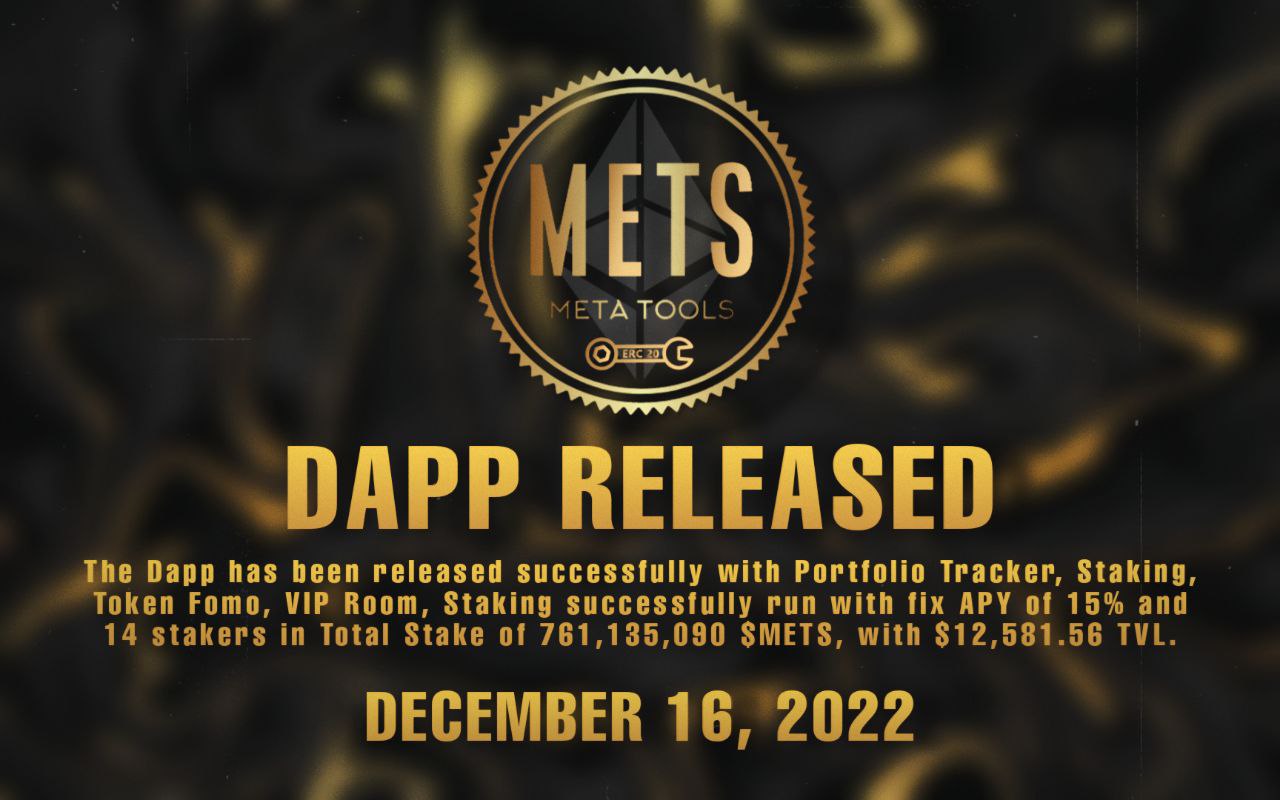 METS
META TOOLS
ERC 20
DAPP RELEASED
The Dapp has been released successfully with Portfolio Tracker, Staking,
Token Fomo, VIP Room, Staking successfully run with fix APY of 15% and
14 stakers in Total Stake of 761,135,090 $METS, with $12,581.56 TVL.
DECEMBER 16, 2022